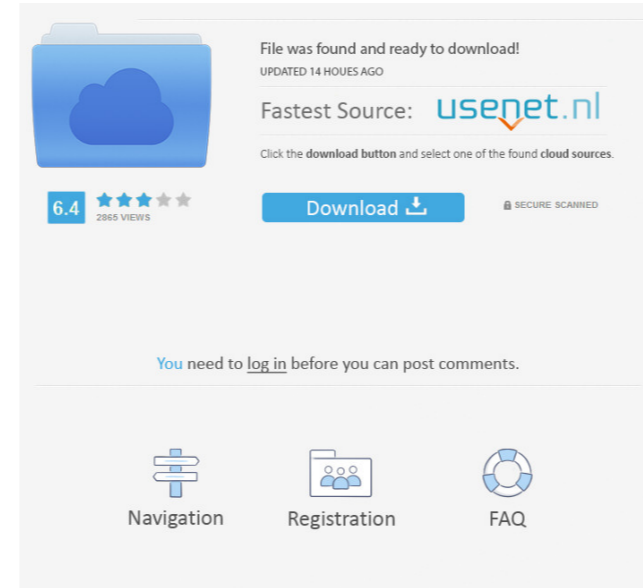 File was found and ready to download!
UPDATED 14 HOUES AGO
Fastest Source: usenet.nl
Click the download button and select one of the found cloud sources.
6.4
2865 VIEWS
Download
SECURE SCANNED
You need to log in before you can post comments.
Navigation
Registration
FAQ